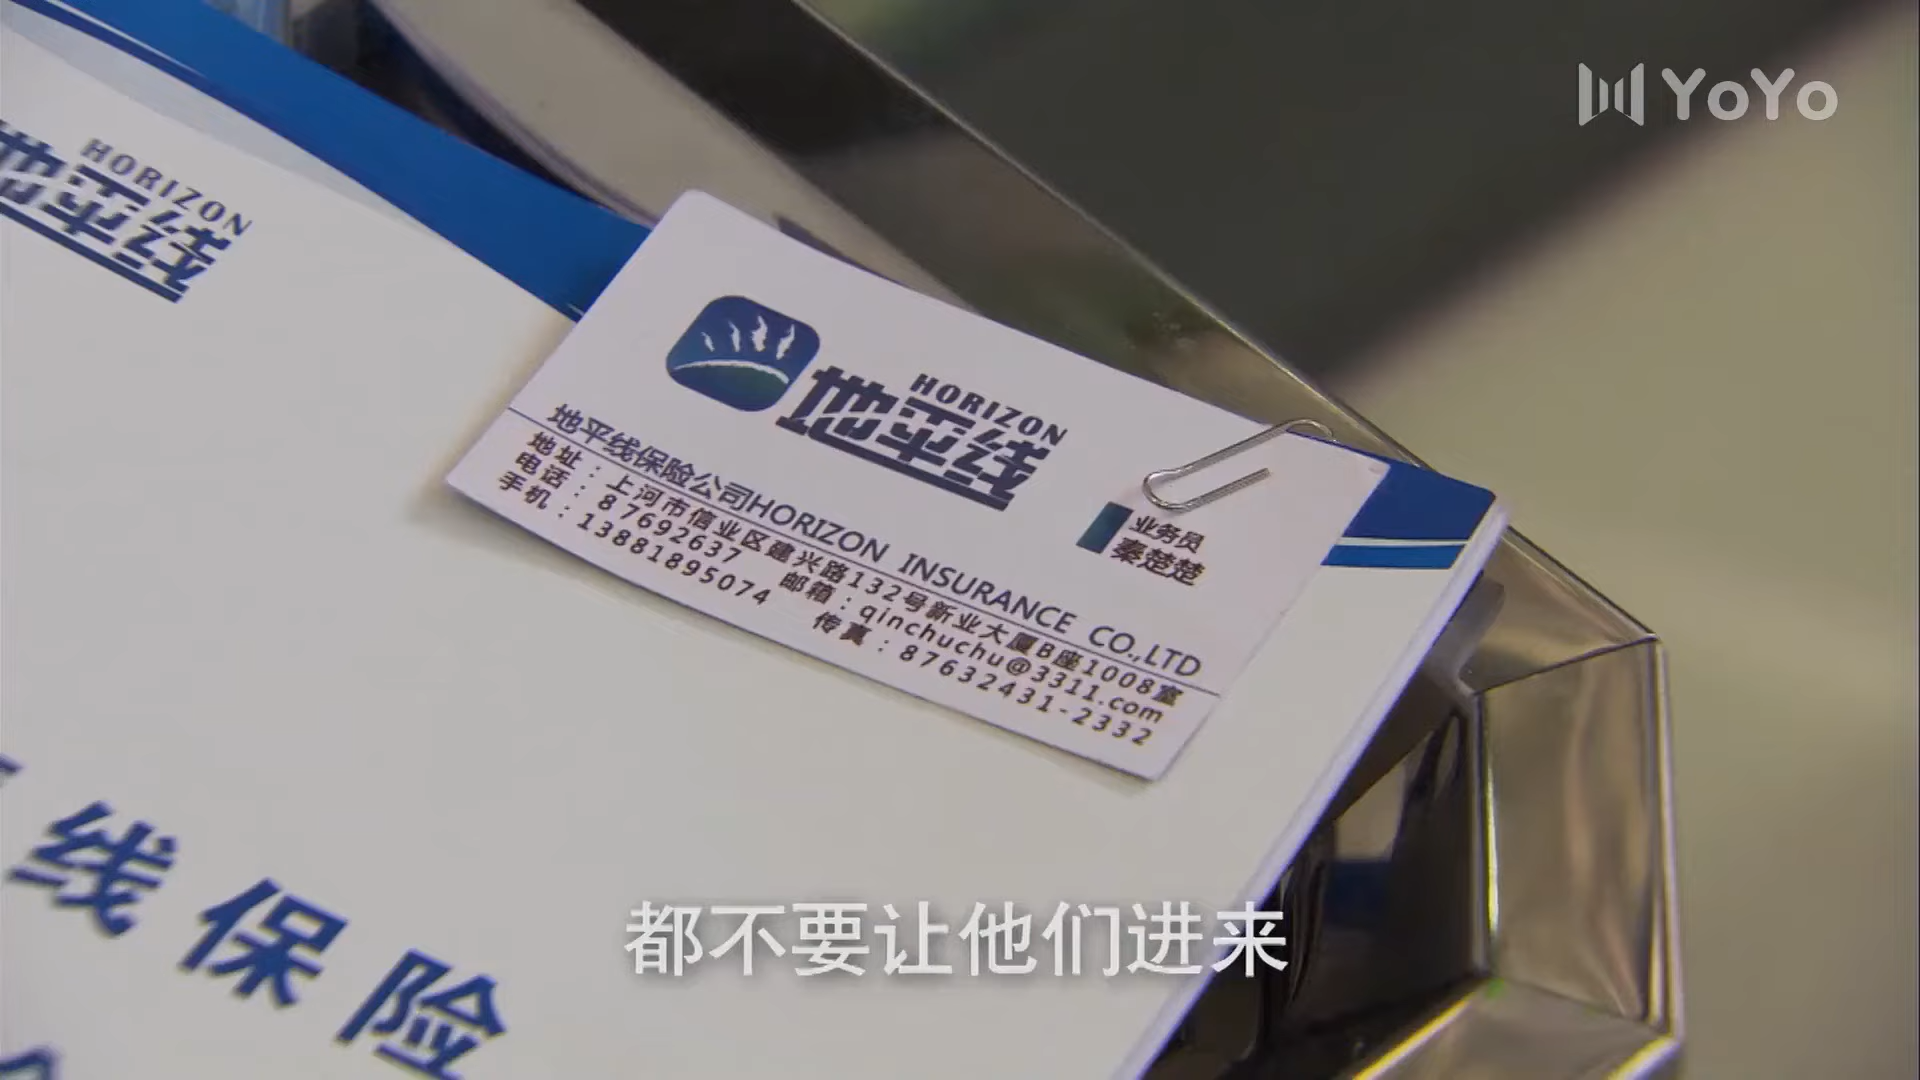 YoYo
HORIZON
地平线
HORIZON
地平线
业务员
秦楚楚
地平线保险公司HORIZON INSURANCE CO.,LTD
地址：上河市信业区建兴路132号新业大厦B座1008室
电话：87692637 邮箱：qinchuchu@3311.com
手机：13881895074 传真：87632431-2332
线保险
都不要让他们进来